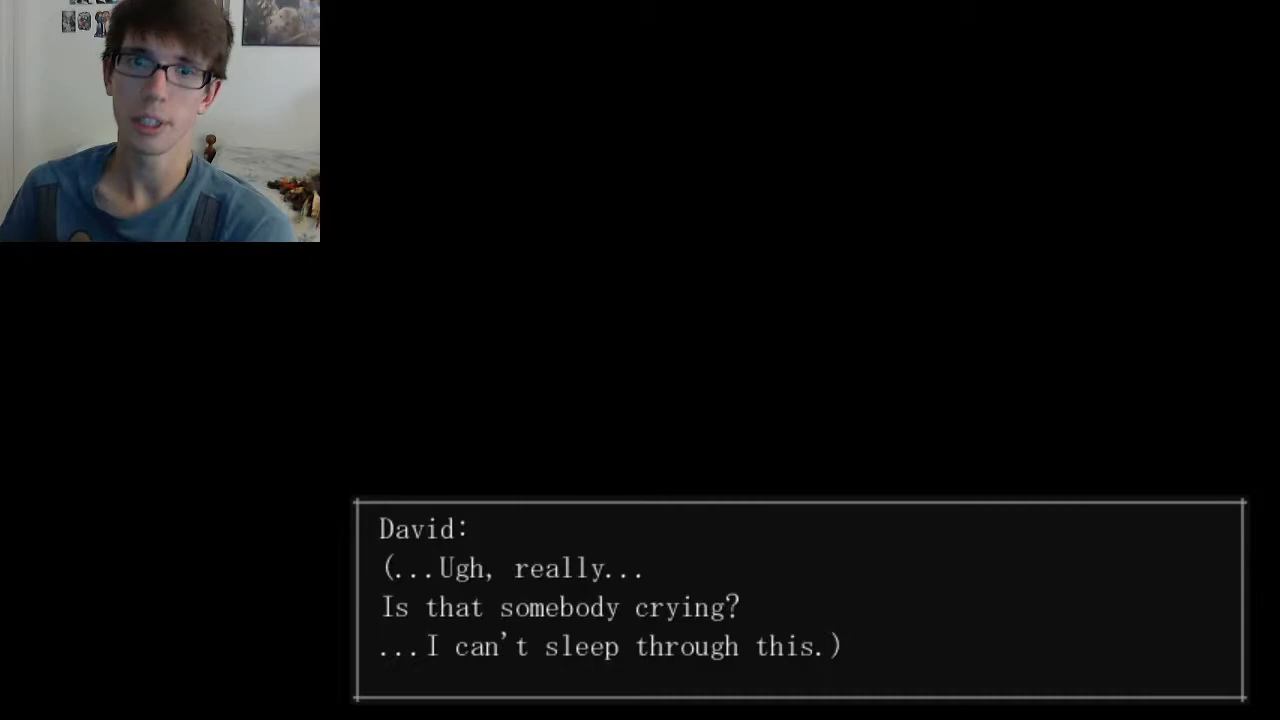 David:
(...Ugh, really...
Is that somebody crying?
...I can't sleep through this.)